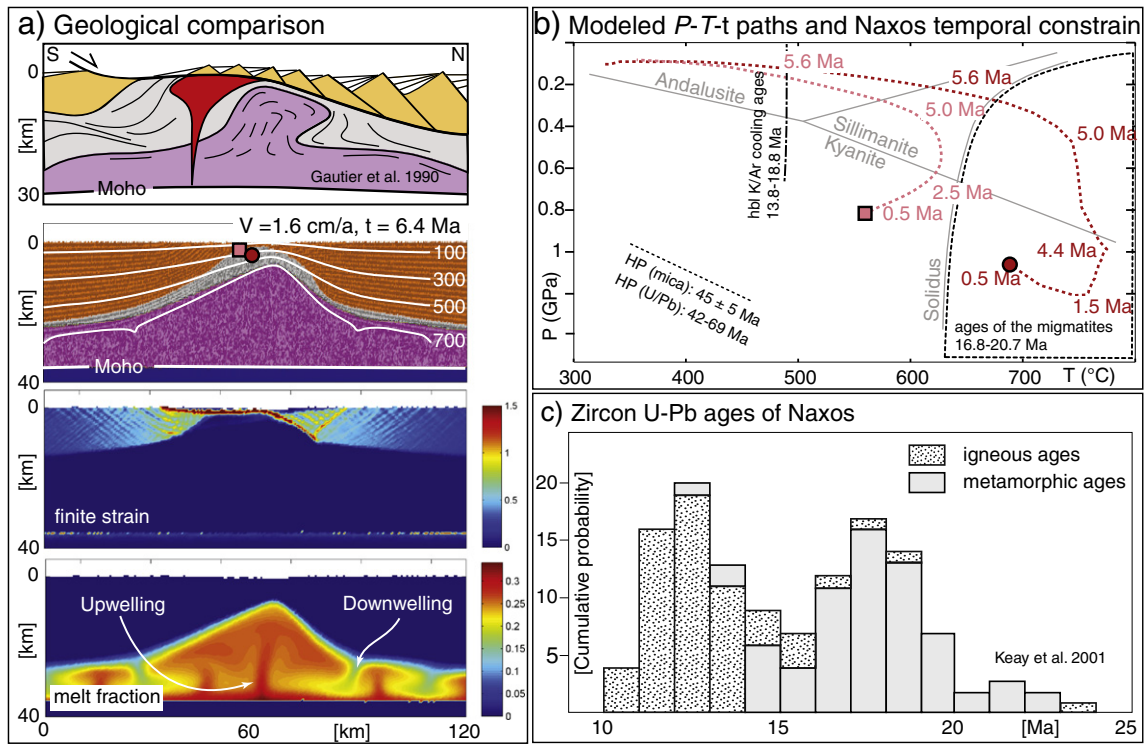 a) Geological comparison
S
N
0
[km]
30
Moho
Gautier et al. 1990
V =1.6 cm/a, t = 6.4 Ma
0
100
300
[km]
500
700
Moho
40
0
1.5
[km]
1
0.5
finite strain
40
0
0
0.3
Upwelling
Downwelling
0.25
[km]
0.2
0.15
0.1
melt fraction
0.05
40
0
0
60
[km]
120
b) Modeled P-T-t paths and Naxos temporal constrain
5.6 Ma
5.6 Ma
0.2
Andalusite
5.0 Ma
5.0 Ma
0.4
Sillimanite
Kyanite
hbl K/Ar cooling ages
13.8-18.8 Ma
0.6
2.5 Ma
0.8
0.5 Ma
1
4.4 Ma
HP (mica): 45 ± 5 Ma
HP (U/Pb): 42-69 Ma
0.5 Ma
1.5 Ma
P (GPa)
Solidus
ages of the migmatites
16.8-20.7 Ma
300
400
500
600
700
T (°C)
c) Zircon U-Pb ages of Naxos
igneous ages
metamorphic ages
[Cumulative probability]
20
15
10
5
Keay et al. 2001
10
15
20
[Ma]
25